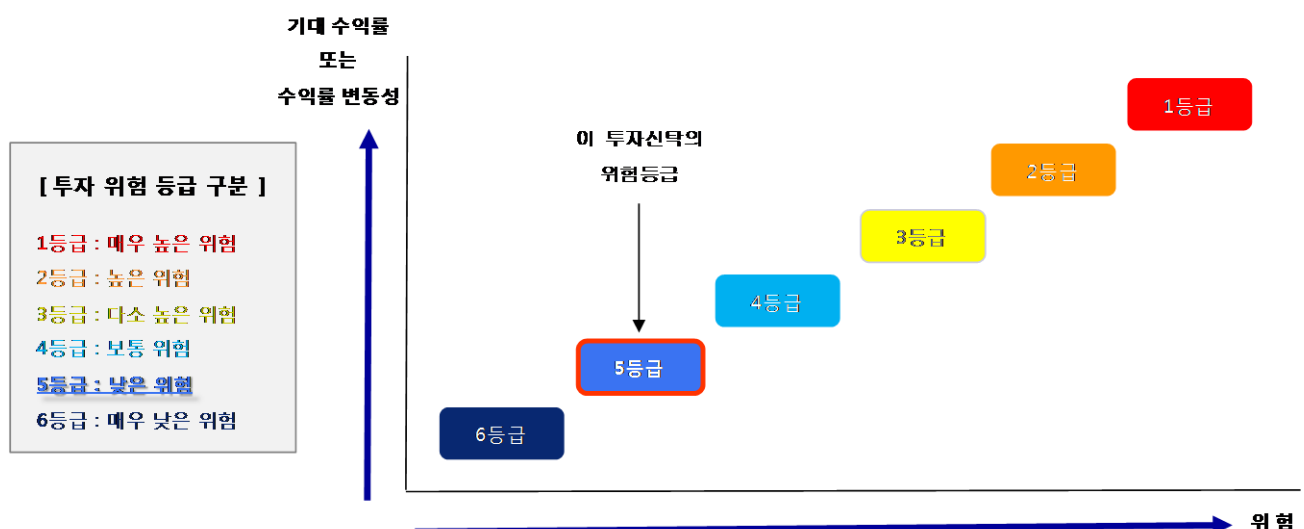 기대 수익률
또는
수익률 변동성
[ 투자 위험 등급 구분 ]
1등급 : 매우 높은 위험
2등급 : 높은 위험
3등급 : 다소 높은 위험
4등급 : 보통 위험
5등급 : 낮은 위험
6등급 : 매우 낮은 위험
이 투자신탁의
위험등급
1등급
2등급
3등급
4등급
5등급
6등급
위 험